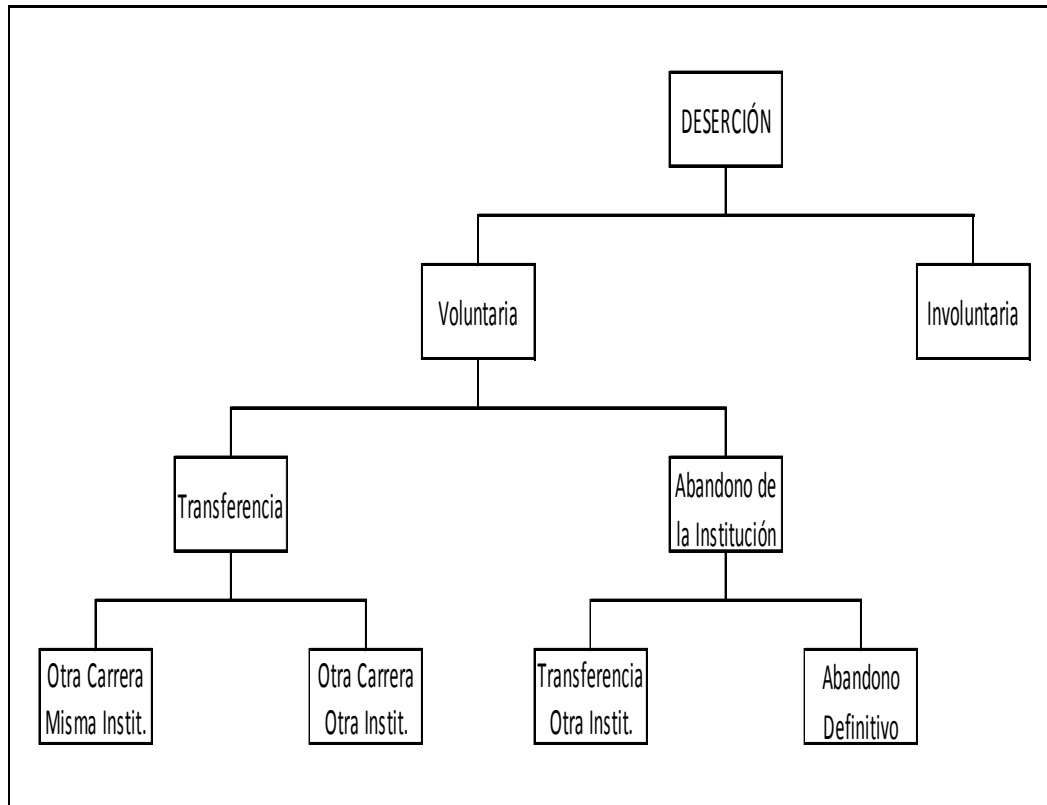 DESERCIÓN
Voluntaria
Involuntaria
Transferencia
Abandono de
la Institución
Otra Carrera
Misma Instit.
Otra Carrera
Otra Instit.
Transferencia
Otra Instit.
Abandono
Definitivo